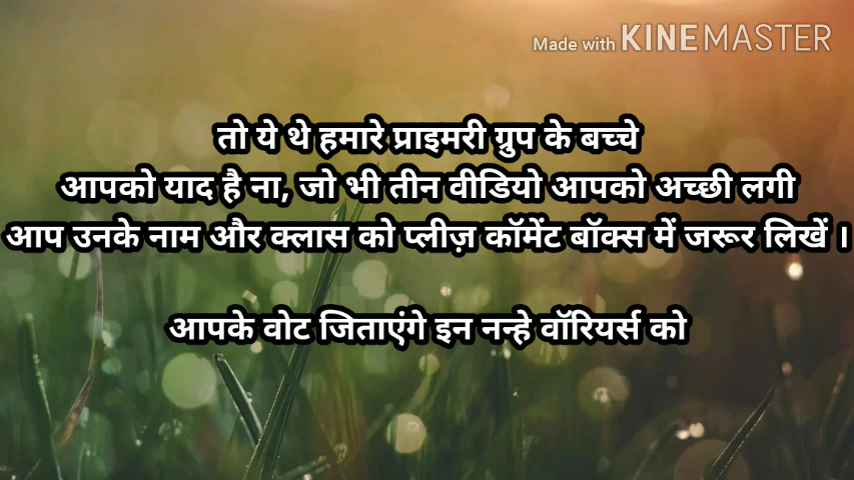 Made with KINEMASTER
तो ये थे हमारे प्राइमरी ग्रुप के बच्चे
आपको याद है ना, जो भी तीन वीडियो आपको अच्छी लगी
आप उनके नाम और क्लास को प्लीज़ कॉमेंट बॉक्स में जरूर लिखें ।
आपके वोट जिताएंगे इन नन्हे वॉरियर्स को